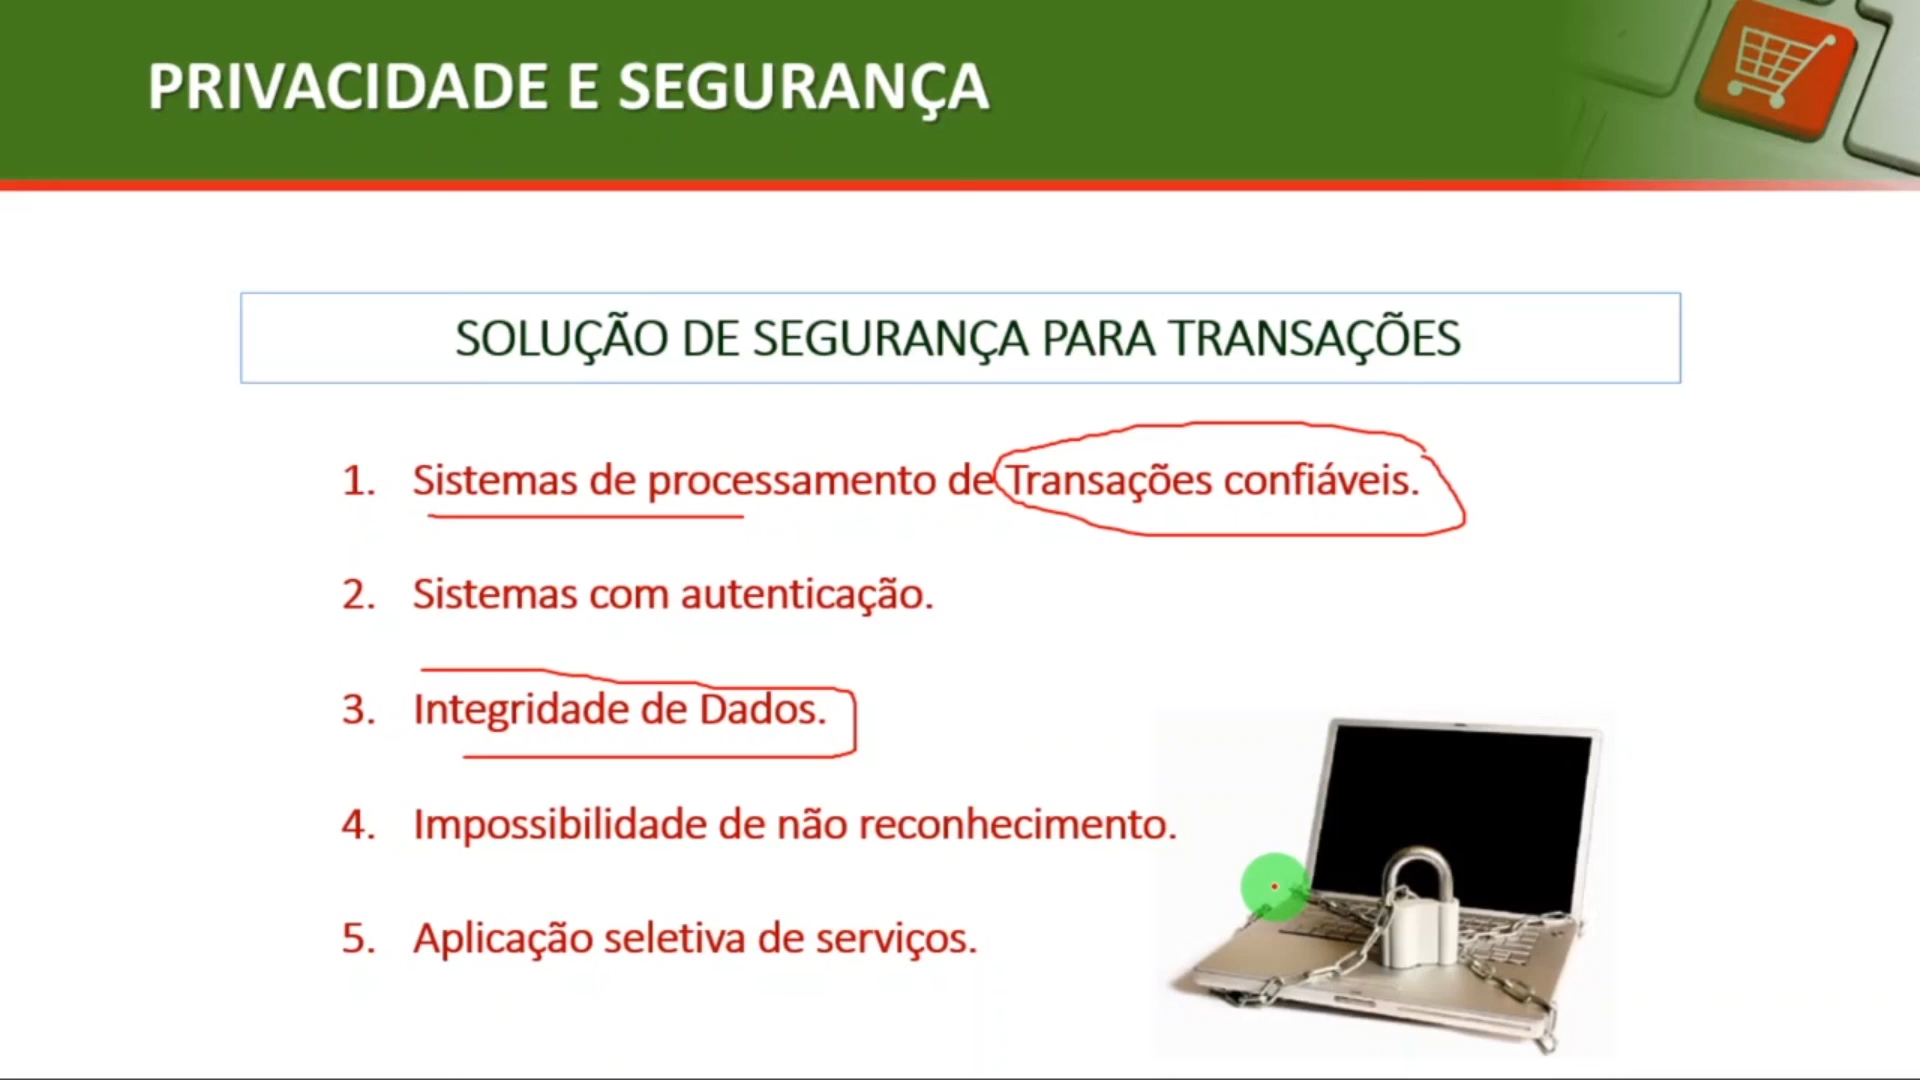 PRIVACIDADE E SEGURANÇA
SOLUÇÃO DE SEGURANÇA PARA TRANSAÇÕES
1. Sistemas de processamento de Transações confiáveis.
2. Sistemas com autenticação.
3. Integridade de Dados.
4. Impossibilidade de não reconhecimento.
5. Aplicação seletiva de serviços.